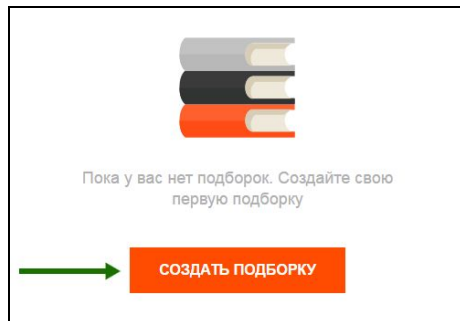 Пока у вас нет подборок. Создайте свою
первую подборку
СОЗДАТЬ ПОДБОРКУ